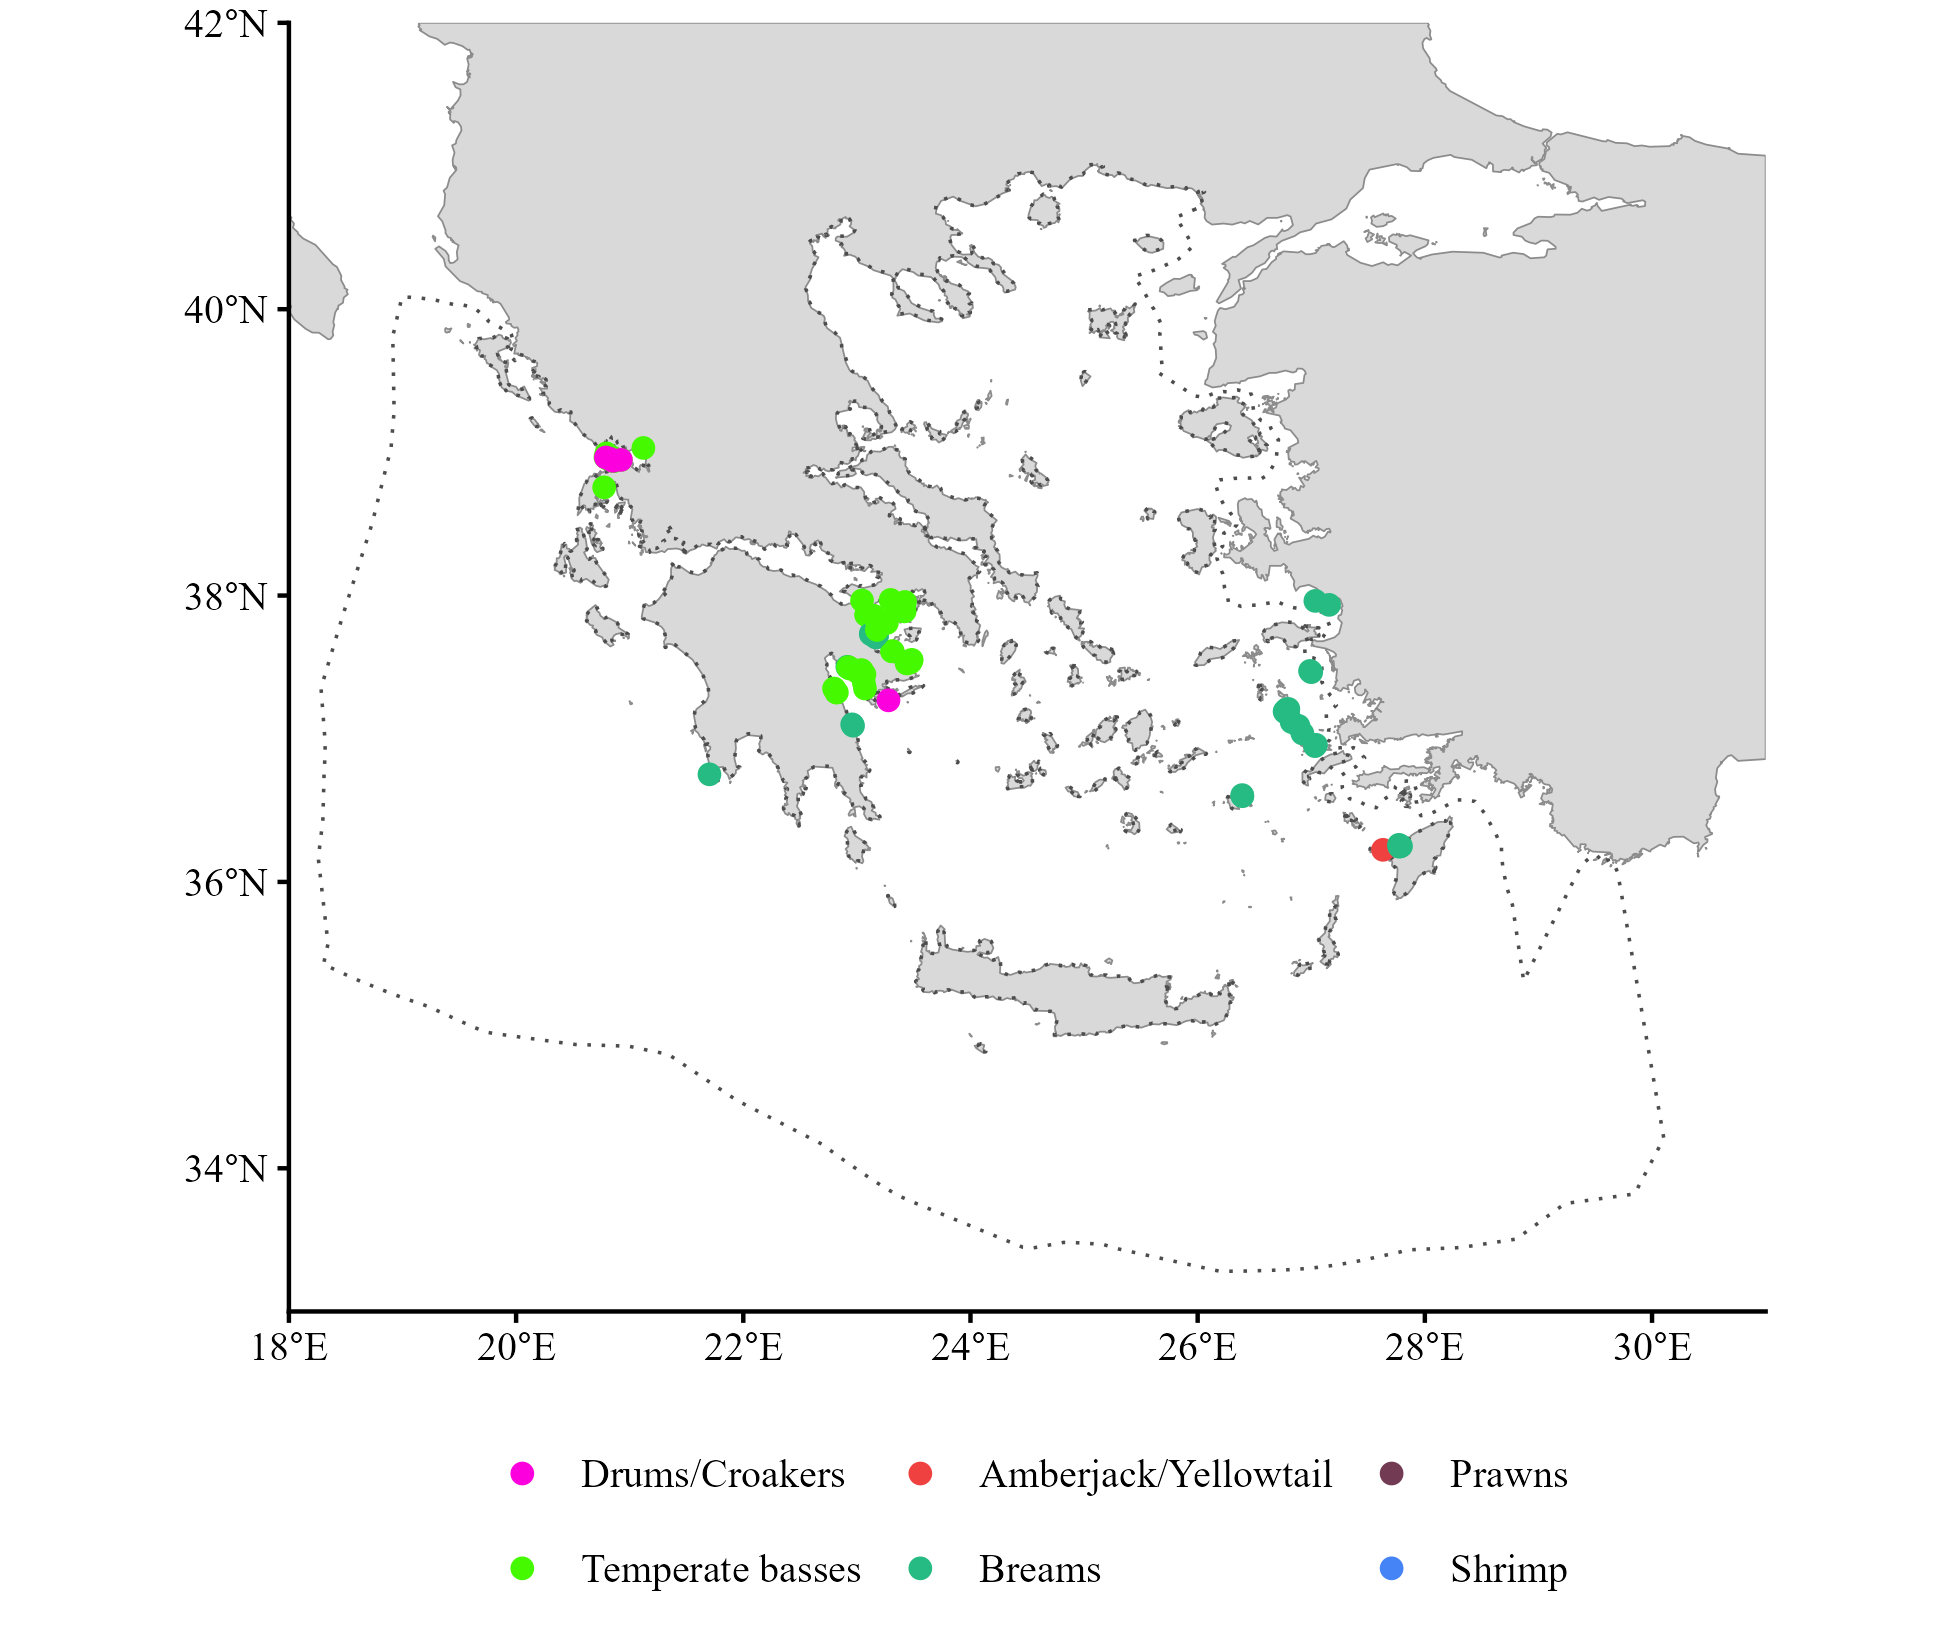 42°N
40°N
38°N
36°N
34°N
18°E 20°E 22°E 24°E 26°E 28°E 30°E
Drums/Croakers Amberjack/Yellowtail Prawns
Temperate basses Breams Shrimp